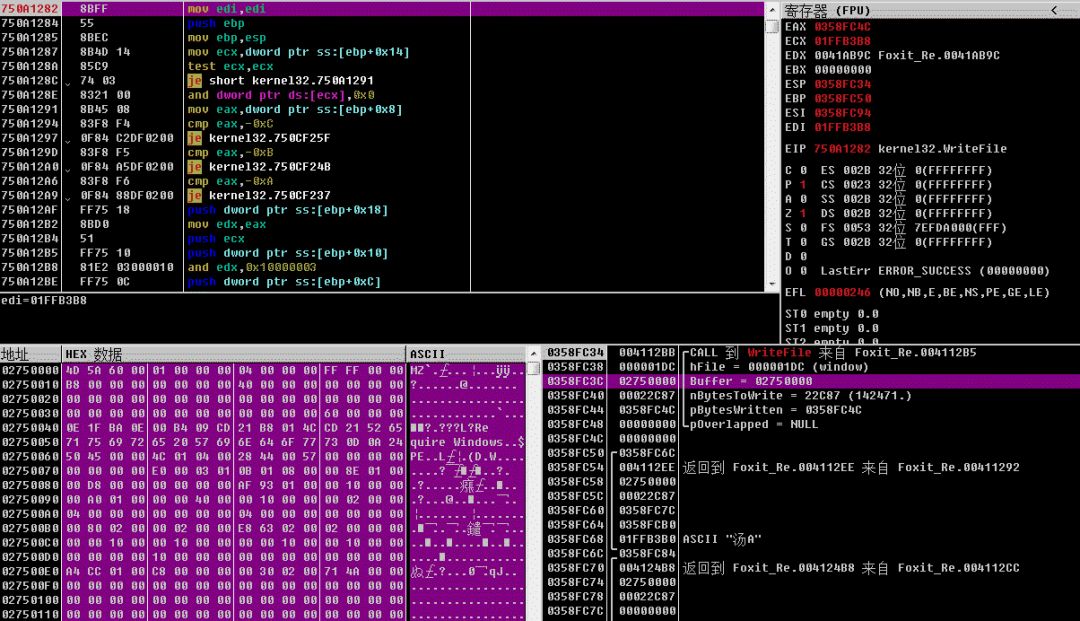 750A1282 8BFF mov edi,edi
750A1284 55 push ebp
750A1285 8BEC mov ebp,esp
750A1287 8B4D 14 mov ecx,dword ptr ss:[ebp+0x14]
750A128A 85C9 test ecx,ecx
750A128C 74 03 je short kernel32.750A1291
750A128E 8321 00 and dword ptr ds:[ecx],0x0
750A1291 8B45 08 mov eax,dword ptr ss:[ebp+0x8]
750A1294 83F8 F4 cmp eax,-0xC
750A1297 0F84 C2DF0200 je kernel32.750CF25F
750A129D 83F8 F5 cmp eax,-0xB
750A12A0 0F84 A5DF0200 je kernel32.750CF24B
750A12A6 83F8 F6 cmp eax,-0xA
750A12A9 0F84 88DF0200 je kernel32.750CF237
750A12AF FF75 18 push dword ptr ss:[ebp+0x18]
750A12B2 8BD0 mov edx,eax
750A12B4 51 push ecx
750A12B5 FF75 10 push dword ptr ss:[ebp+0x10]
750A12B8 81E2 03000010 and edx,0x10000003
750A12BE FF75 0C push dword ptr ss:[ebp+0xC]
edi=01FFB3B8
寄存器 (FPU) <
EAX 0358FC4C
ECX 01FFB3B8
EDX 0041AB9C Foxit_Re.0041AB9C
EBX 00000000
ESP 0358FC34
EBP 0358FC50
ESI 0358FC94
EDI 01FFB3B8
EIP 750A1282 kernel32.WriteFile
C 0 ES 002B 32位 0(FFFFFFFF)
P 1 CS 0023 32位 0(FFFFFFFF)
A 0 SS 002B 32位 0(FFFFFFFF)
Z 1 DS 002B 32位 0(FFFFFFFF)
S 0 FS 0053 32位 7EFDA000(FFF)
T 0 GS 002B 32位 0(FFFFFFFF)
D 0
O 0 LastErr ERROR_SUCCESS (00000000)
EFL 00000246 (NO,NB,E,BE,NS,PE,GE,LE)
ST0 empty 0.0
ST1 empty 0.0
ST2 empty 0.0
地址 HEX 数据 ASCII
02750000 4D 5A 60 00 01 00 00 00 04 00 00 00 FF FF 00 00
02750010 B8 00 00 00 00 00 00 00 40 00 00 00 00 00 00 00 ?.......@.......
02750020 00 00 00 00 00 00 00 00 00 00 00 00 00 00 00 00 ................
02750030 00 00 00 00 00 00 00 00 00 00 00 00 60 00 00 00 ............`...
02750040 0E 1F BA 0E 00 B4 09 CD 21 B8 01 4C CD 21 52 65
02750050 71 75 69 72 65 20 57 69 6E 64 6F 77 73 0D 0A 24 quire Windows..$
02750060 50 45 00 00 4C 01 04 00 28 44 00 57 00 00 00 00
02750070 00 00 00 00 E0 00 03 01 0B 01 08 00 00 8E 01 00
02750080 00 D8 00 00 00 00 00 00 AF 93 01 00 00 10 00 00
02750090 00 A0 01 00 00 00 40 00 00 10 00 00 00 02 00 00
027500A0 04 00 00 00 00 00 00 00 04 00 00 00 00 00 00 00
027500B0 00 80 02 00 00 02 00 00 E8 63 02 00 02 00 00 00
027500C0 00 00 10 00 00 10 00 00 00 00 10 00 00 10 00 00
027500D0 00 00 00 00 10 00 00 00 00 00 00 00 00 00 00 00
027500E0 A4 CC 01 00 C8 00 00 00 00 30 02 00 71 4A 00 00
027500F0 00 00 00 00 00 00 00 00 00 00 00 00 00 00 00 00 ................
02750100 00 00 00 00 00 00 00 00 00 00 00 00 00 00 00 00 ................
02750110 00 00 00 00 00 00 00 00 00 00 00 00 00 00 00 00 ................
0358FC34 004112BB CALL 到 WriteFile 来自 Foxit_Re.004112B5
0358FC38 000001DC hFile = 000001DC (window)
0358FC3C 02750000 Buffer = 02750000
0358FC40 00022C87 nBytesToWrite = 22C87 (142471.)
0358FC44 0358FC4C pBytesWritten = 0358FC4C
0358FC48 00000000 pOverlapped = NULL
0358FC4C 00000000
0358FC50 0358FC6C
0358FC54 004112EE 返回到 Foxit_Re.004112EE 来自 Foxit_Re.00411292
0358FC58 02750000
0358FC5C 00022C87
0358FC60 0358FC7C
0358FC64 0358FCB0
0358FC68 01FFB3B0 ASCII "汤A"
0358FC6C 0358FC84
0358FC70 004124B8 返回到 Foxit_Re.004124B8 来自 Foxit_Re.004112CC
0358FC74 02750000
0358FC78 00022C87
0358FC7C 00000000